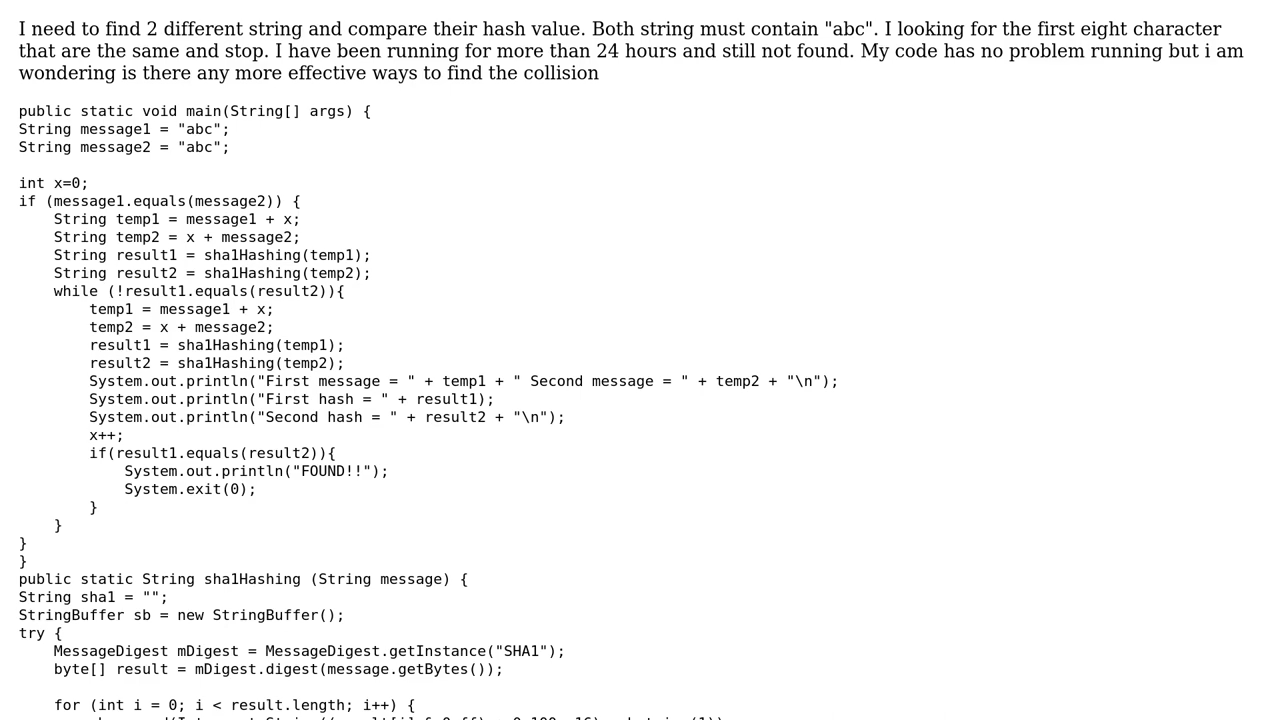 I need to find 2 different string and compare their hash value. Both string must contain "abc". I looking for the first eight character
that are the same and stop. I have been running for more than 24 hours and still not found. My code has no problem running but i am
wondering is there any more effective ways to find the collision
public static void main(String[] args) {
String message1 = "abc";
String message2 = "abc";
int x=0;
if (message1.equals(message2)) {
    String temp1 = message1 + x;
    String temp2 = x + message2;
    String result1 = sha1Hashing(temp1);
    String result2 = sha1Hashing(temp2);
    while (!result1.equals(result2)){
        temp1 = message1 + x;
        temp2 = x + message2;
        result1 = sha1Hashing(temp1);
        result2 = sha1Hashing(temp2);
        System.out.println("First message = " + temp1 + " Second message = " + temp2 + "\n");
        System.out.println("First hash = " + result1);
        System.out.println("Second hash = " + result2 + "\n");
        x++;
        if(result1.equals(result2)){
            System.out.println("FOUND!!");
            System.exit(0);
        }
    }
}
}
public static String sha1Hashing (String message) {
String sha1 = "";
StringBuffer sb = new StringBuffer();
try {
    MessageDigest mDigest = MessageDigest.getInstance("SHA1");
    byte[] result = mDigest.digest(message.getBytes());
    for (int i = 0; i < result.length; i++) {